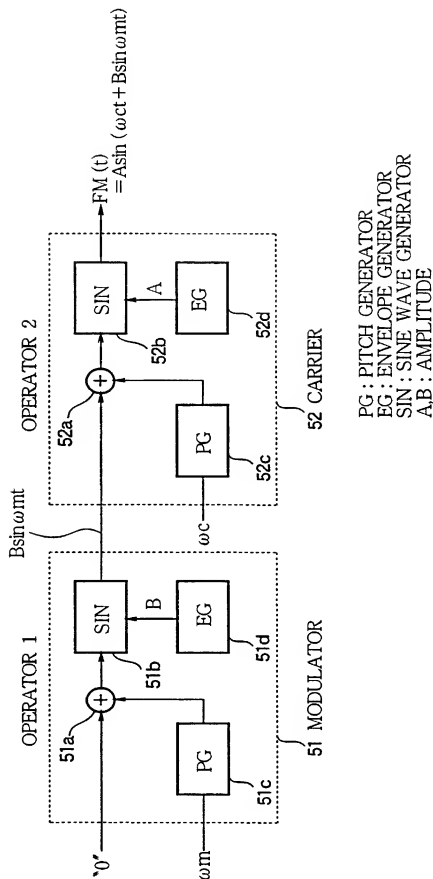 OPERATOR 1
"0"
51a
+
SIN
51b
B
EG
51d
ωm
PG
51c
51 MODULATOR
Bsinωmt
OPERATOR 2
52a
+
SIN
52b
A
EG
52d
ωc
PG
52c
52 CARRIER
FM (t)
=Asin (ωct + Bsinωmt)
PG : PITCH GENERATOR
EG : ENVELOPE GENERATOR
SIN : SINE WAVE GENERATOR
A,B : AMPLITUDE